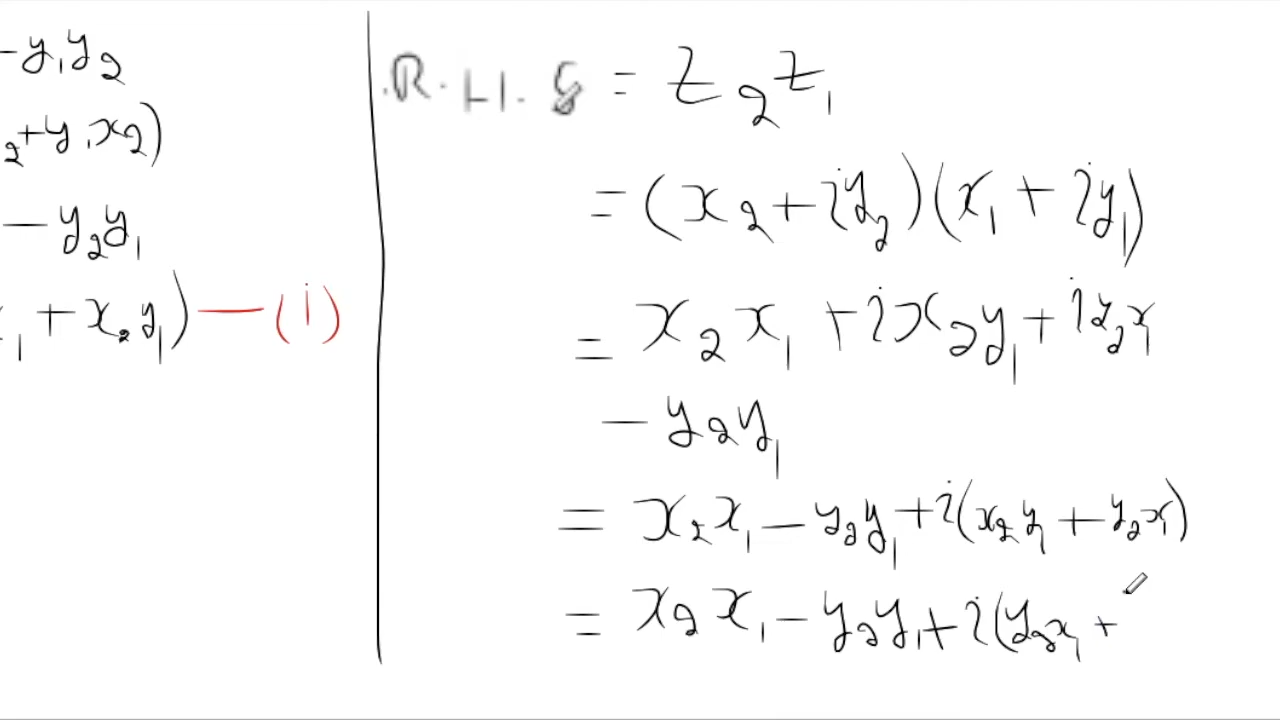 -y₁y₂
₂+y₁x₂)
- y₂y₁
₁ + x₂y₁) — (i)
R.H.S = z₂z₁
= (x₂ + iy₂)(x₁ + iy₁)
= x₂x₁ + ix₂y₁ + iy₂x₁
- y₂y₁
= x₂x₁ - y₂y₁ + i(x₂y₁ + y₂x₁)
= x₂x₁ - y₂y₁ + i(y₂x₁ +